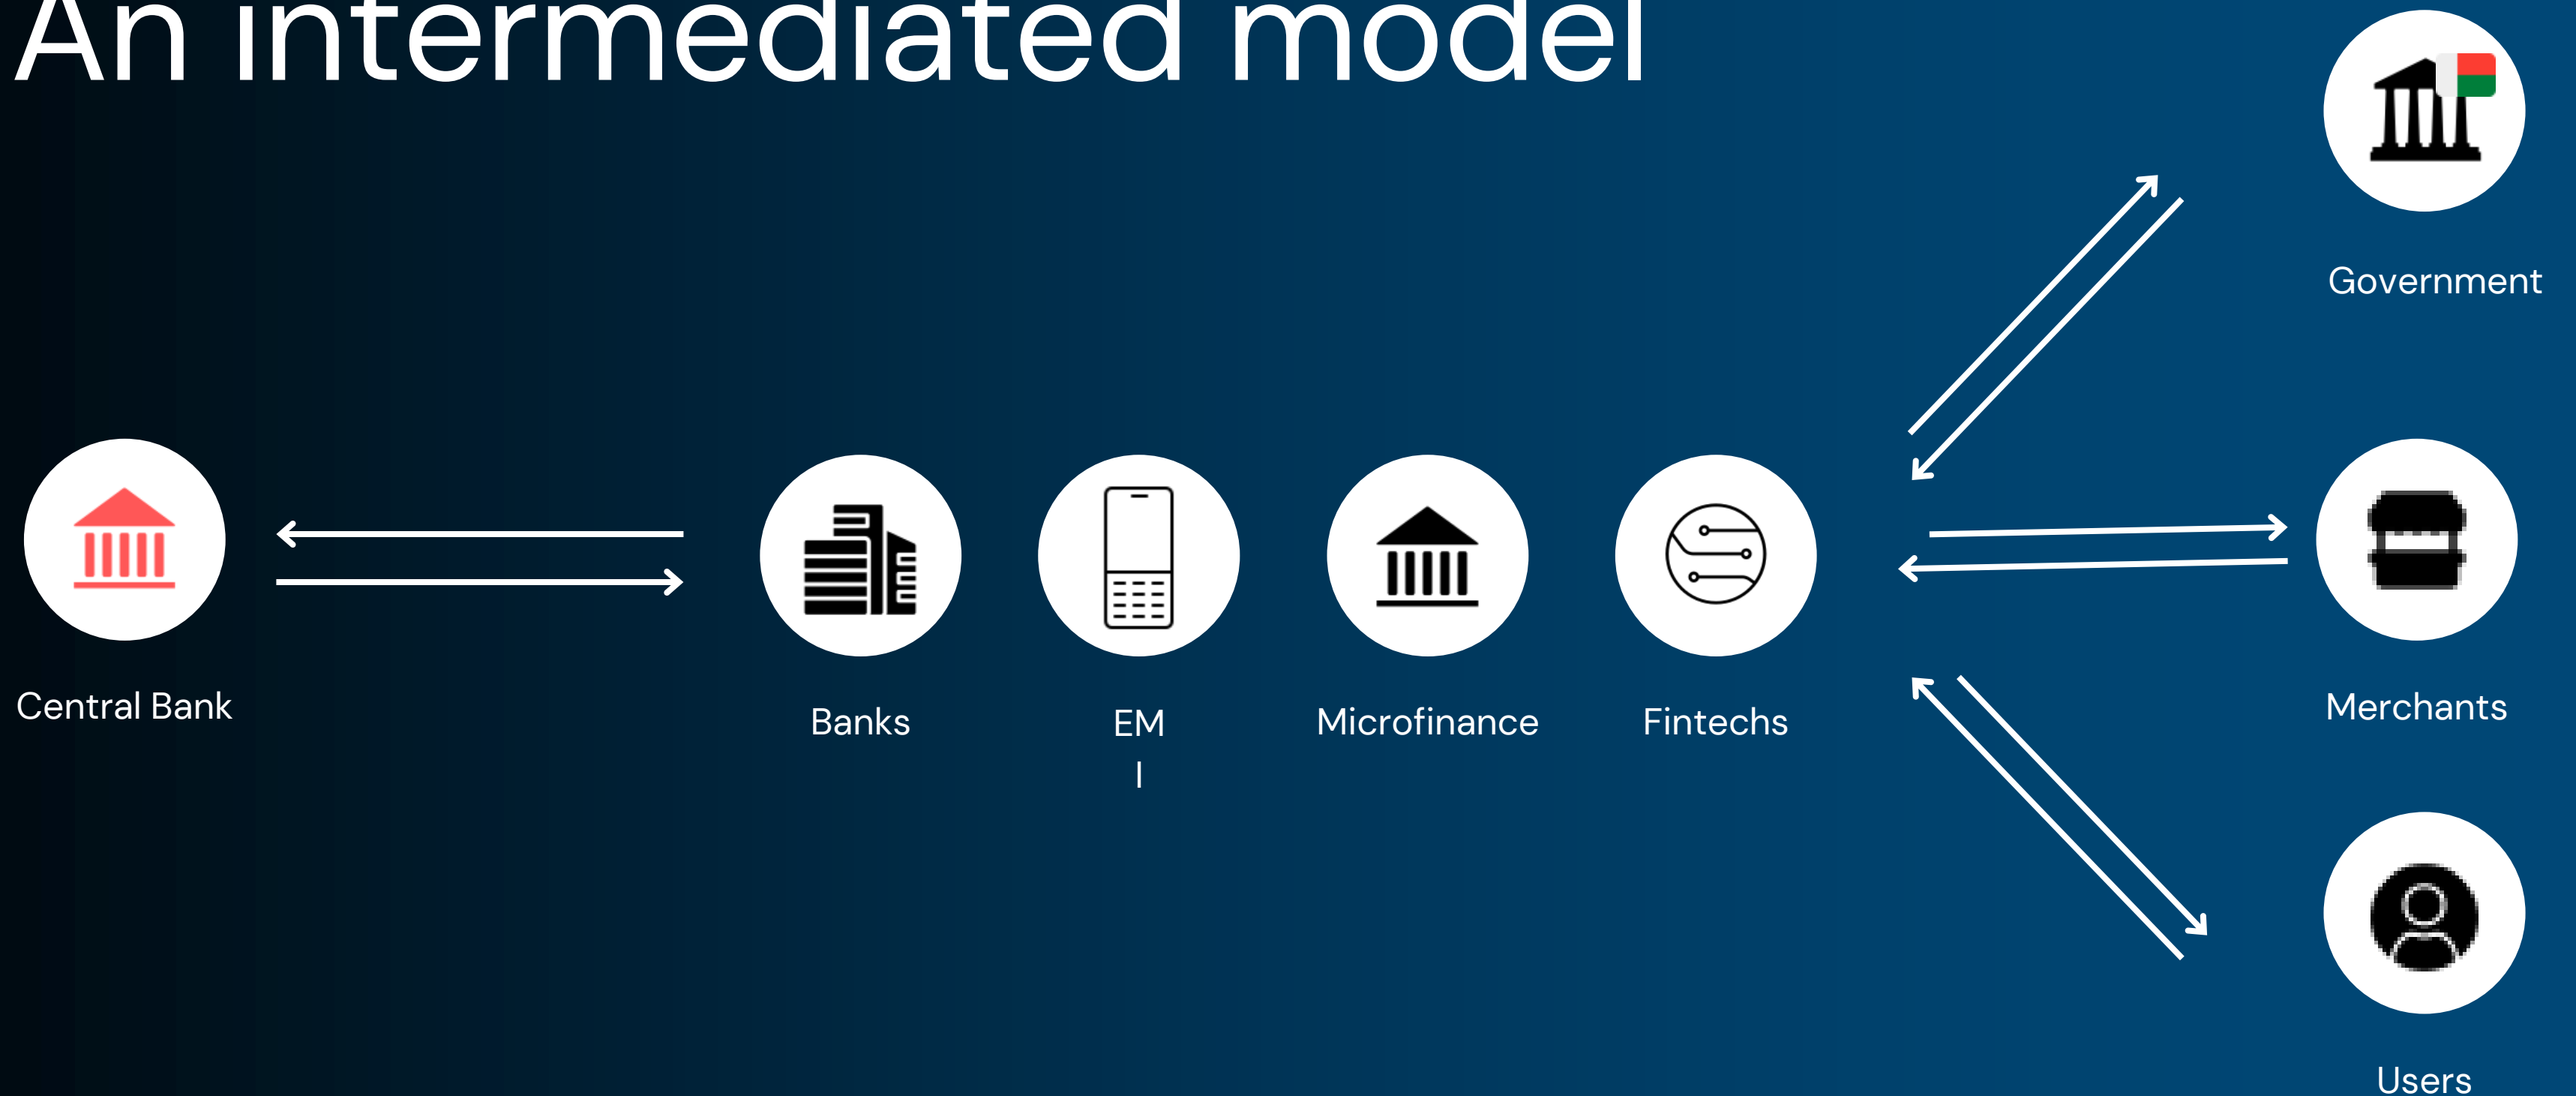 An intermediated model
Government
Central Bank
Banks
EM
I
Microfinance
Fintechs
Merchants
Users